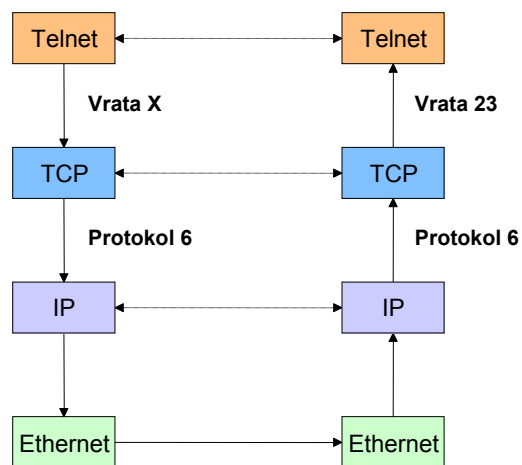 Telnet Telnet
Vrata X Vrata 23
TCP TCP
Protokol 6 Protokol 6
IP IP
Ethernet Ethernet